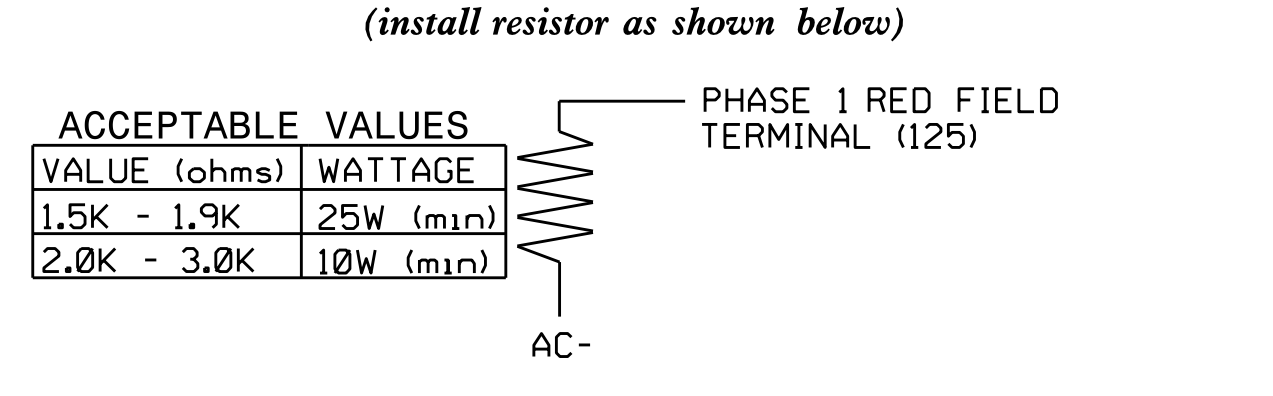 (install resistor as shown below)
ACCEPTABLE VALUES
VALUE (ohms) WATTAGE
1.5K - 1.9K 25W (min)
2.0K - 3.0K 10W (min)
PHASE 1 RED FIELD
TERMINAL (125)
AC-